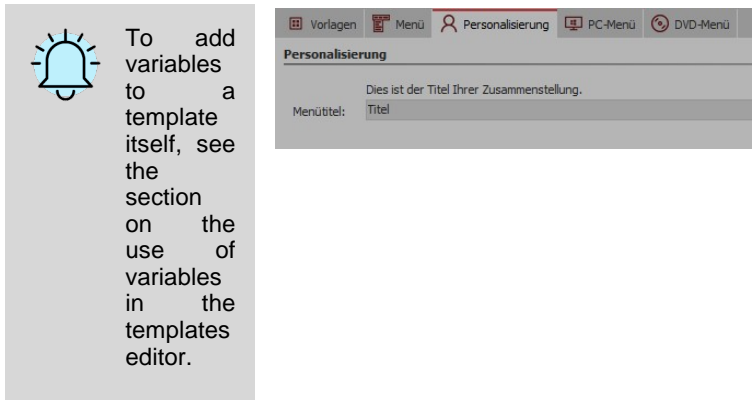 To add
variables
to a
template
itself, see
the
section
on the
use of
variables
in the
templates
editor.
Vorlagen Menü Personalisierung PC-Menü DVD-Menü
Personalisierung
Dies ist der Titel Ihrer Zusammenstellung.
Menütitel: Titel